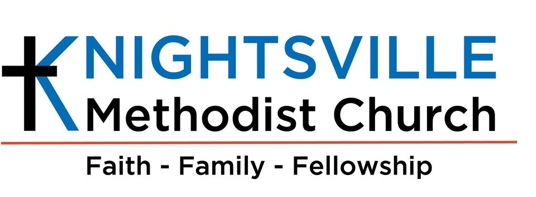 KNIGHTSVILLE
Methodist Church
Faith - Family - Fellowship